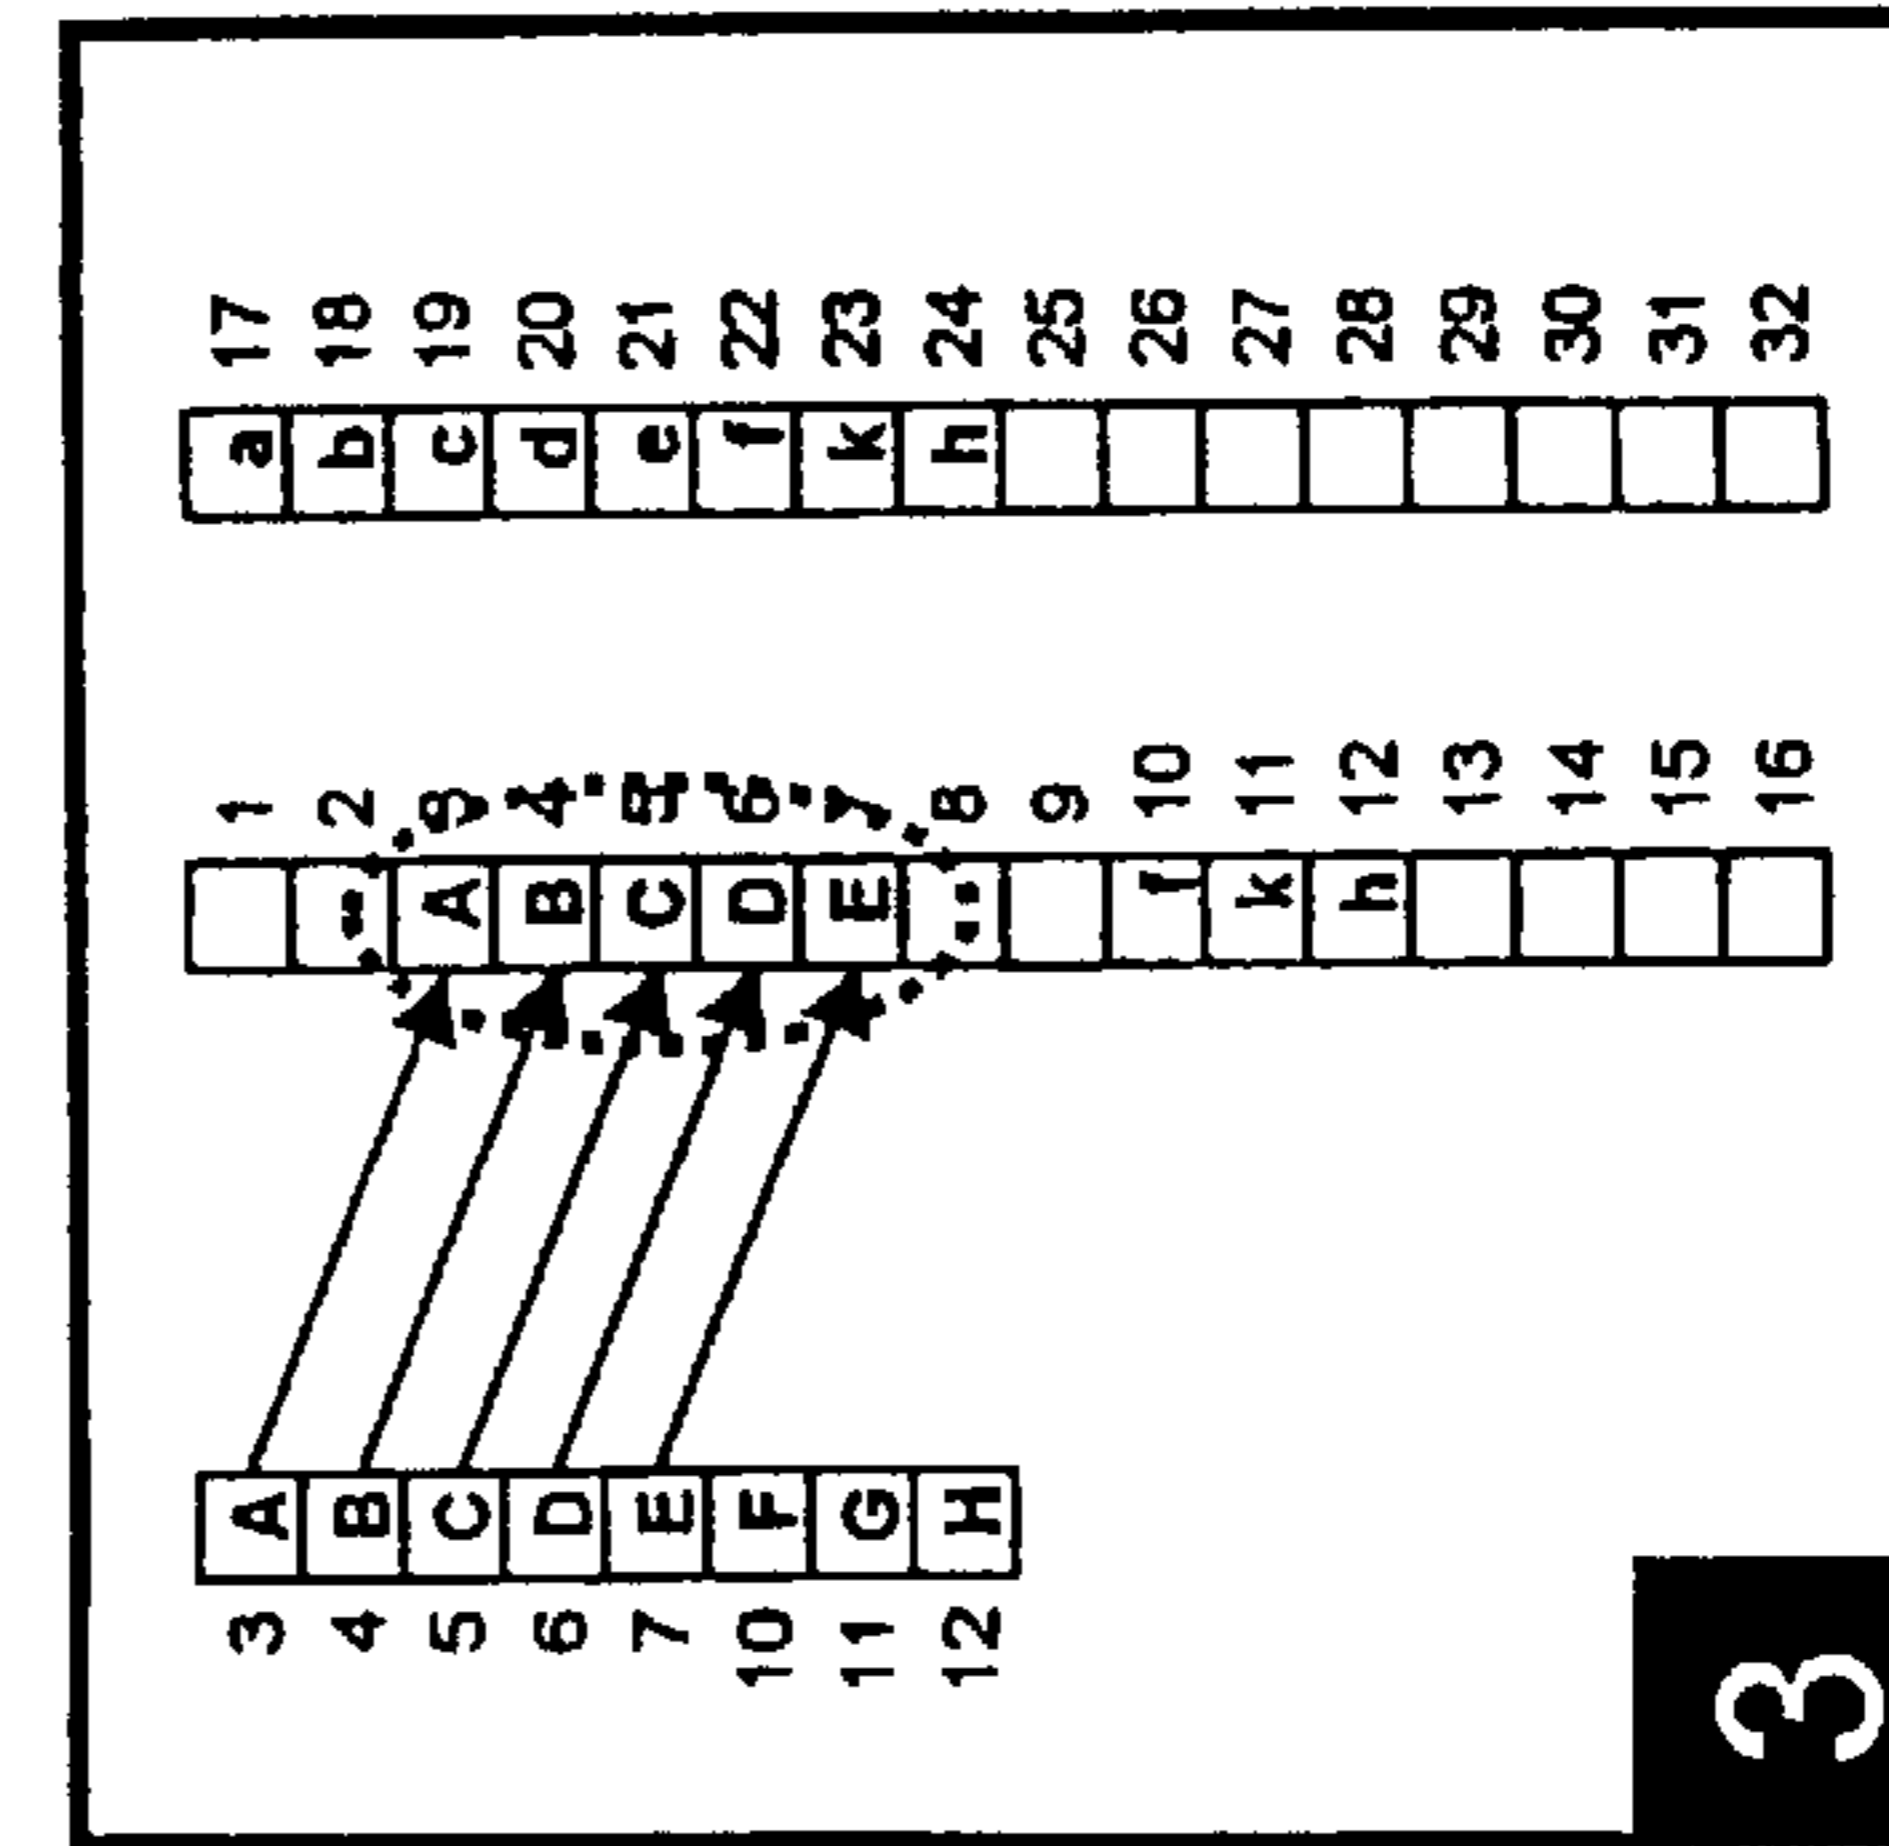 3 A 1 a 17
4 B 2 b 18
5 C A 3 c 19
6 D B 4 d 20
7 E C 5 e 21
10 F D 6 f 22
11 G E 7 k 23
12 H 8 h 24
9 25
f 10 26
k 11 27
h 12 28
13 29
14 30
15 31
16 32
3